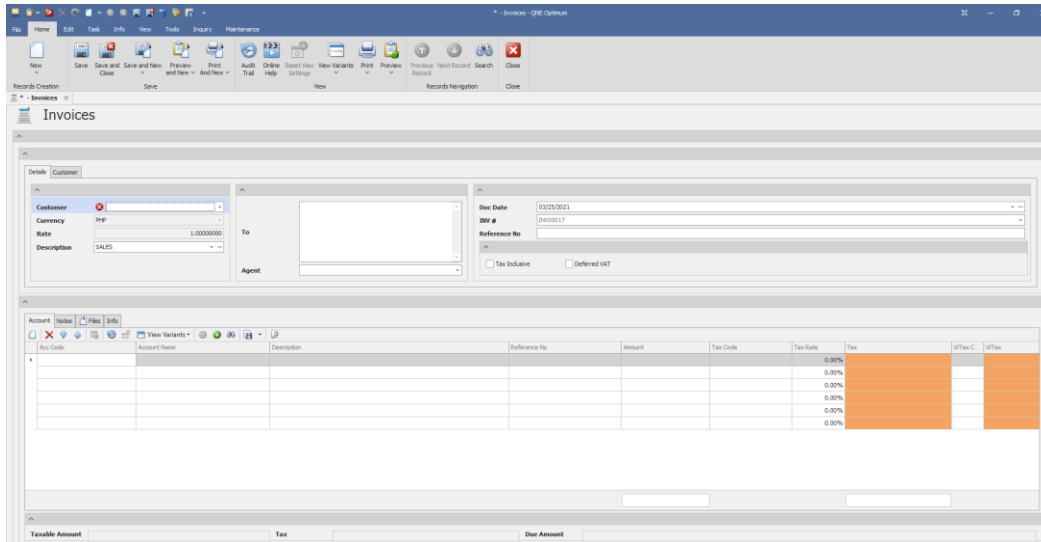 * - Invoices - QNE Optimum
File Home Edit Task Info View Tools Inquiry Maintenance
New Save Save and Close Save and New Preview and New Print And New Audit Trail Online Help Reset View Settings View Variants Print Preview Previous Record Next Record Search Close
Records Creation Save View Records Navigation Close
* - Invoices
Invoices
Details Customer
Customer
Currency PHP
Rate 1.00000000
Description SALES
To
Agent
Doc Date 03/25/2021
INV # INV00017
Reference No
Tax Inclusive Deferred VAT
Account Notes Files Info
View Variants
Acc Code Account Name Description Reference No Amount Tax Code Tax Rate Tax WTax C... WTax
0.00%
0.00%
0.00%
0.00%
0.00%
0.00%
Taxable Amount Tax Due Amount